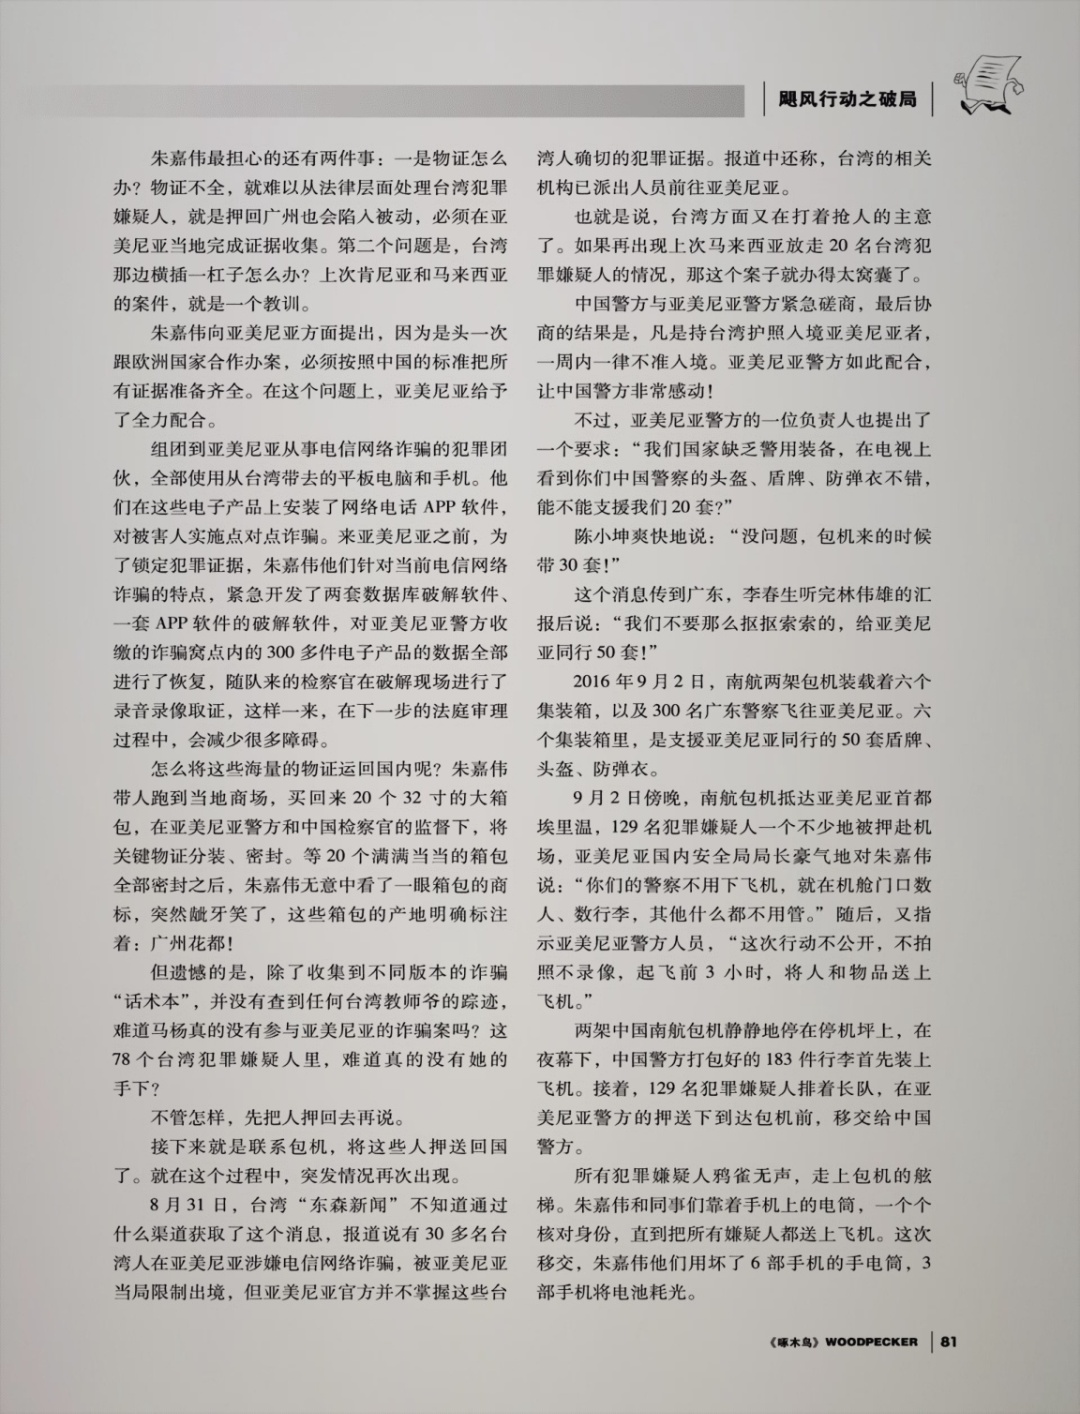 飓风行动之破局
朱嘉伟最担心的还有两件事：一是物证怎么
办？物证不全，就难以从法律层面处理台湾犯罪
嫌疑人，就是押回广州也会陷入被动，必须在亚
美尼亚当地完成证据收集。第二个问题是，台湾
那边横插一杠子怎么办？上次肯尼亚和马来西亚
的案件，就是一个教训。
朱嘉伟向亚美尼亚方面提出，因为是头一次
跟欧洲国家合作办案，必须按照中国的标准把所
有证据准备齐全。在这个问题上，亚美尼亚给予
了全力配合。
组团到亚美尼亚从事电信网络诈骗的犯罪团
伙，全部使用从台湾带去的平板电脑和手机。他
们在这些电子产品上安装了网络电话 APP 软件，
对被害人实施点对点诈骗。来亚美尼亚之前，为
了锁定犯罪证据，朱嘉伟他们针对当前电信网络
诈骗的特点，紧急开发了两套数据库破解软件、
一套 APP 软件的破解软件，对亚美尼亚警方收
缴的诈骗窝点内的 300 多件电子产品的数据全部
进行了恢复，随队来的检察官在破解现场进行了
录音录像取证，这样一来，在下一步的法庭审理
过程中，会减少很多障碍。
怎么将这些海量的物证运回国内呢？朱嘉伟
带人跑到当地商场，买回来 20 个 32 寸的大箱
包，在亚美尼亚警方和中国检察官的监督下，将
关键物证分装、密封。等 20 个满满当当的箱包
全部密封之后，朱嘉伟无意中看了一眼箱包的商
标，突然龇牙笑了，这些箱包的产地明确标注
着：广州花都！
但遗憾的是，除了收集到不同版本的诈骗
“话术本”，并没有查到任何台湾教师爷的踪迹，
难道马杨真的没有参与亚美尼亚的诈骗案吗？这
78 个台湾犯罪嫌疑人里，难道真的没有她的
手下？
不管怎样，先把人押回去再说。
接下来就是联系包机，将这些人押送回国
了。就在这个过程中，突发情况再次出现。
8 月 31 日，台湾“东森新闻”不知道通过
什么渠道获取了这个消息，报道说有 30 多名台
湾人在亚美尼亚涉嫌电信网络诈骗，被亚美尼亚
当局限制出境，但亚美尼亚官方并不掌握这些台
湾人确切的犯罪证据。报道中还称，台湾的相关
机构已派出人员前往亚美尼亚。
也就是说，台湾方面又在打着抢人的主意
了。如果再出现上次马来西亚放走 20 名台湾犯
罪嫌疑人的情况，那这个案子就办得太窝囊了。
中国警方与亚美尼亚警方紧急磋商，最后协
商的结果是，凡是持台湾护照入境亚美尼亚者，
一周内一律不准入境。亚美尼亚警方如此配合，
让中国警方非常感动！
不过，亚美尼亚警方的一位负责人也提出了
一个要求：“我们国家缺乏警用装备，在电视上
看到你们中国警察的头盔、盾牌、防弹衣不错，
能不能支援我们 20 套？”
陈小坤爽快地说：“没问题，包机来的时候
带 30 套！”
这个消息传到广东，李春生听完林伟雄的汇
报后说：“我们不要那么抠抠索索的，给亚美尼
亚同行 50 套！”
2016 年 9 月 2 日，南航两架包机装载着六个
集装箱，以及 300 名广东警察飞往亚美尼亚。六
个集装箱里，是支援亚美尼亚同行的 50 套盾牌、
头盔、防弹衣。
9 月 2 日傍晚，南航包机抵达亚美尼亚首都
埃里温，129 名犯罪嫌疑人一个不少地被押赴机
场，亚美尼亚国内安全局局长豪气地对朱嘉伟
说：“你们的警察不用下飞机，就在机舱门口数
人、数行李，其他什么都不用管。”随后，又指
示亚美尼亚警方人员，“这次行动不公开，不拍
照不录像，起飞前 3 小时，将人和物品送上
飞机。”
两架中国南航包机静静地停在停机坪上，在
夜幕下，中国警方打包好的 183 件行李首先装上
飞机。接着，129 名犯罪嫌疑人排着长队，在亚
美尼亚警方的押送下到达包机前，移交给中国
警方。
所有犯罪嫌疑人鸦雀无声，走上包机的舷
梯。朱嘉伟和同事们靠着手机上的电筒，一个个
核对身份，直到把所有嫌疑人都送上飞机。这次
移交，朱嘉伟他们用坏了 6 部手机的手电筒，3
部手机将电池耗光。
《啄木鸟》WOODPECKER 81